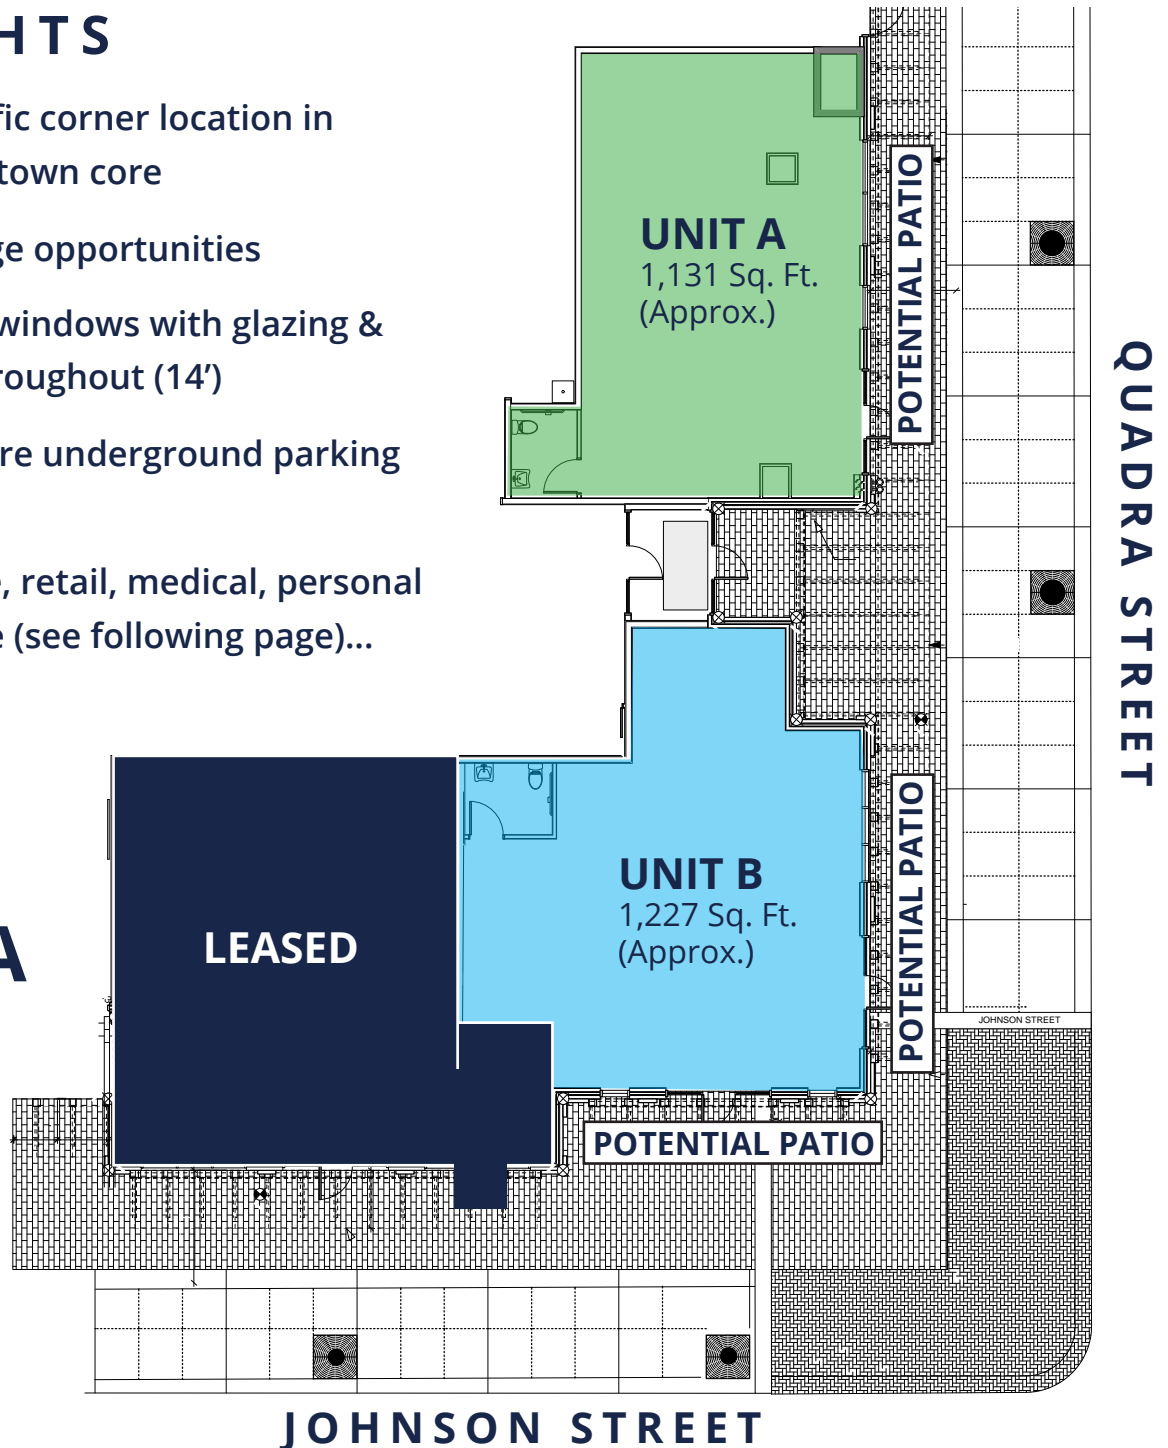 HTS
fic corner location in
town core
ge opportunities
windows with glazing &
roughout (14’)
re underground parking
, retail, medical, personal
e (see following page)...
A
UNIT A
1,131 Sq. Ft.
(Approx.)
POTENTIAL PATIO
QUADRA STREET
UNIT B
1,227 Sq. Ft.
(Approx.)
LEASED
POTENTIAL PATIO
JOHNSON STREET
POTENTIAL PATIO
JOHNSON STREET